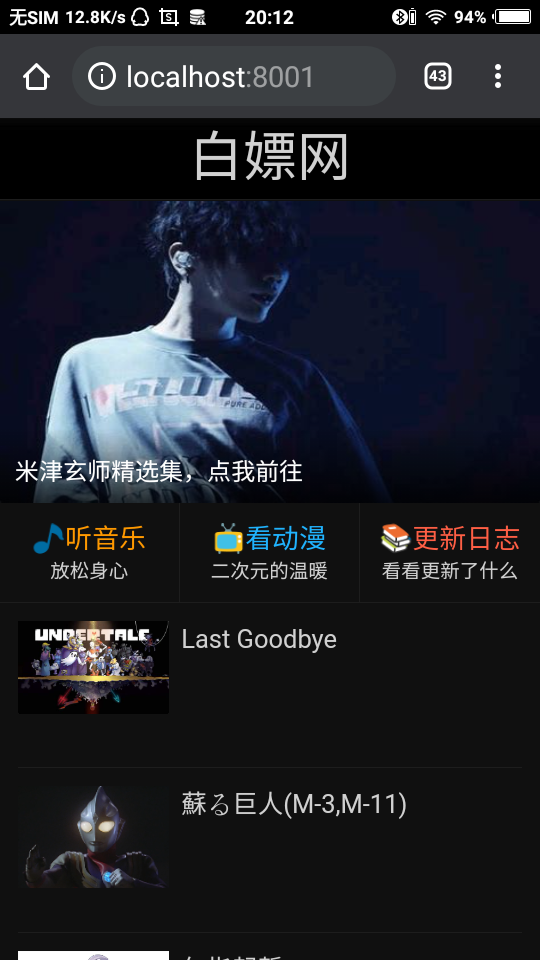 无SIM 12.8K/s 20:12 94%
localhost:8001 43
白嫖网
PURE
米津玄师精选集，点我前往
听音乐 看动漫 更新日志
放松身心 二次元的温暖 看看更新了什么
UNDERTALE
Last Goodbye
蘇る巨人(M-3,M-11)